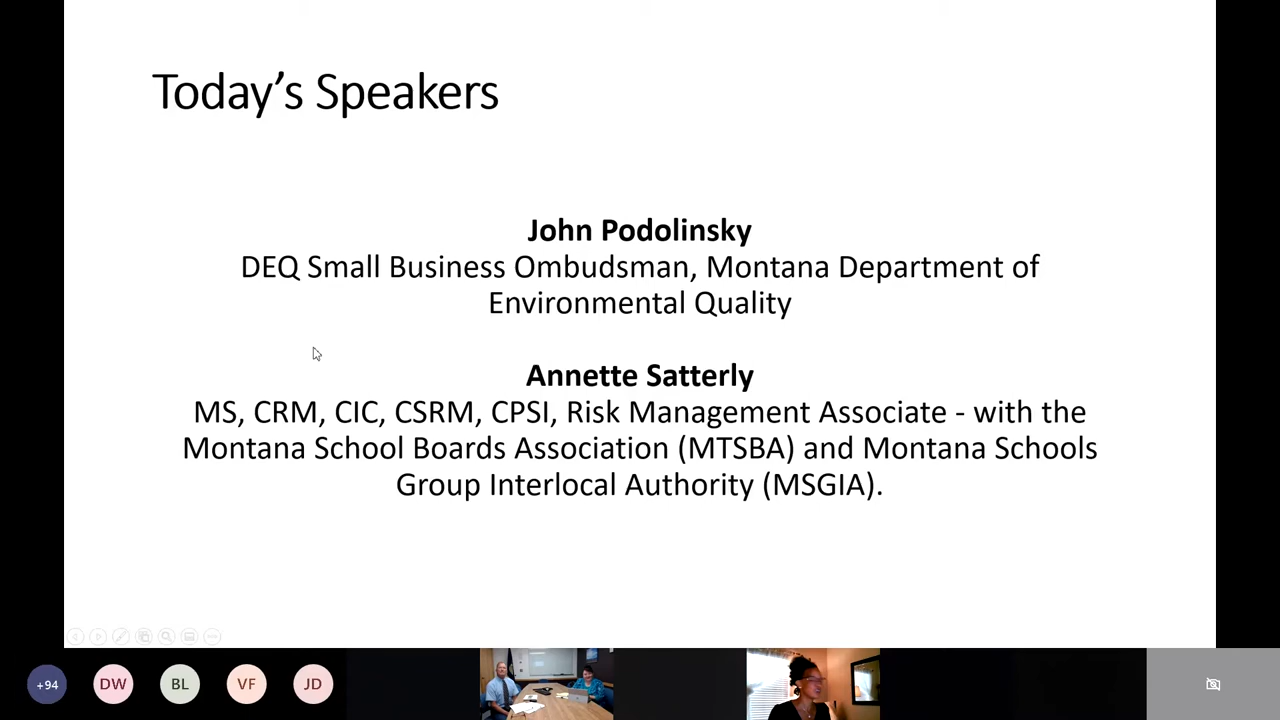 Today's Speakers
John Podolinsky
DEQ Small Business Ombudsman, Montana Department of
Environmental Quality
Annette Satterly
MS, CRM, CIC, CSRM, CPSI, Risk Management Associate - with the
Montana School Boards Association (MTSBA) and Montana Schools
Group Interlocal Authority (MSGIA).
+94 DW BL VF JD